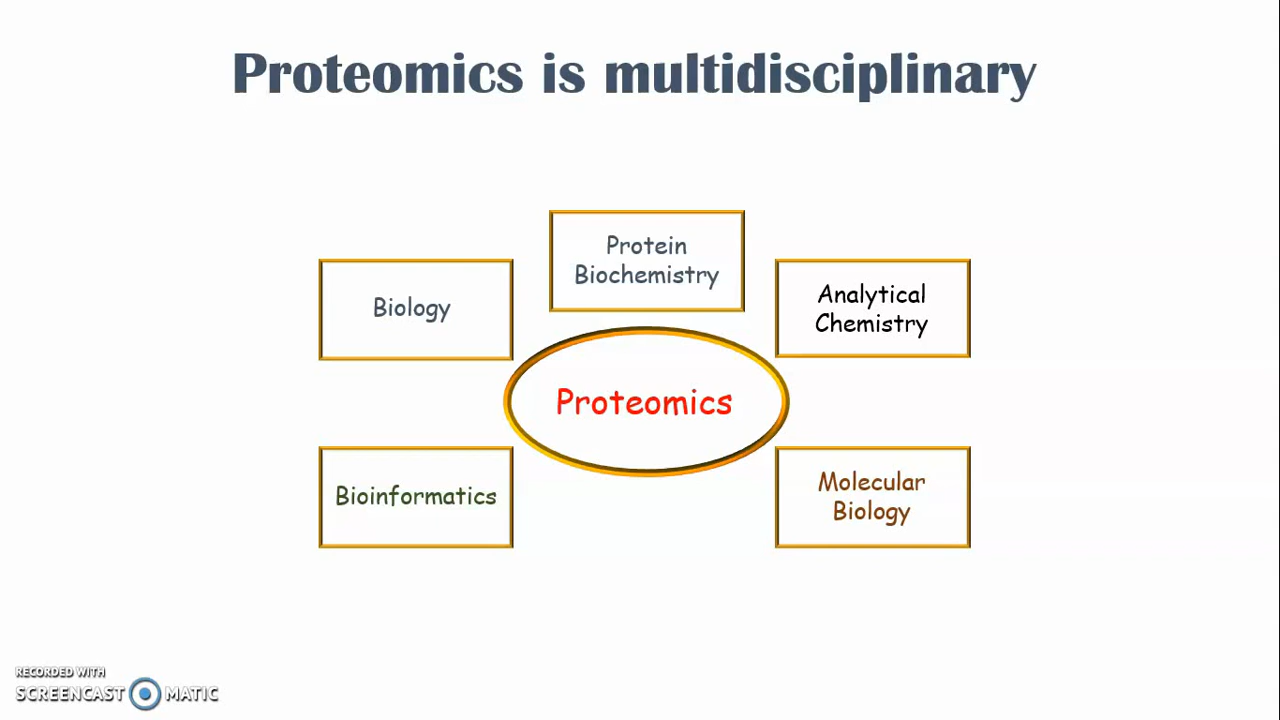 Proteomics is multidisciplinary
Protein
Biochemistry
Biology
Analytical
Chemistry
Proteomics
Bioinformatics
Molecular
Biology
RECORDED WITH
SCREENCAST MATIC